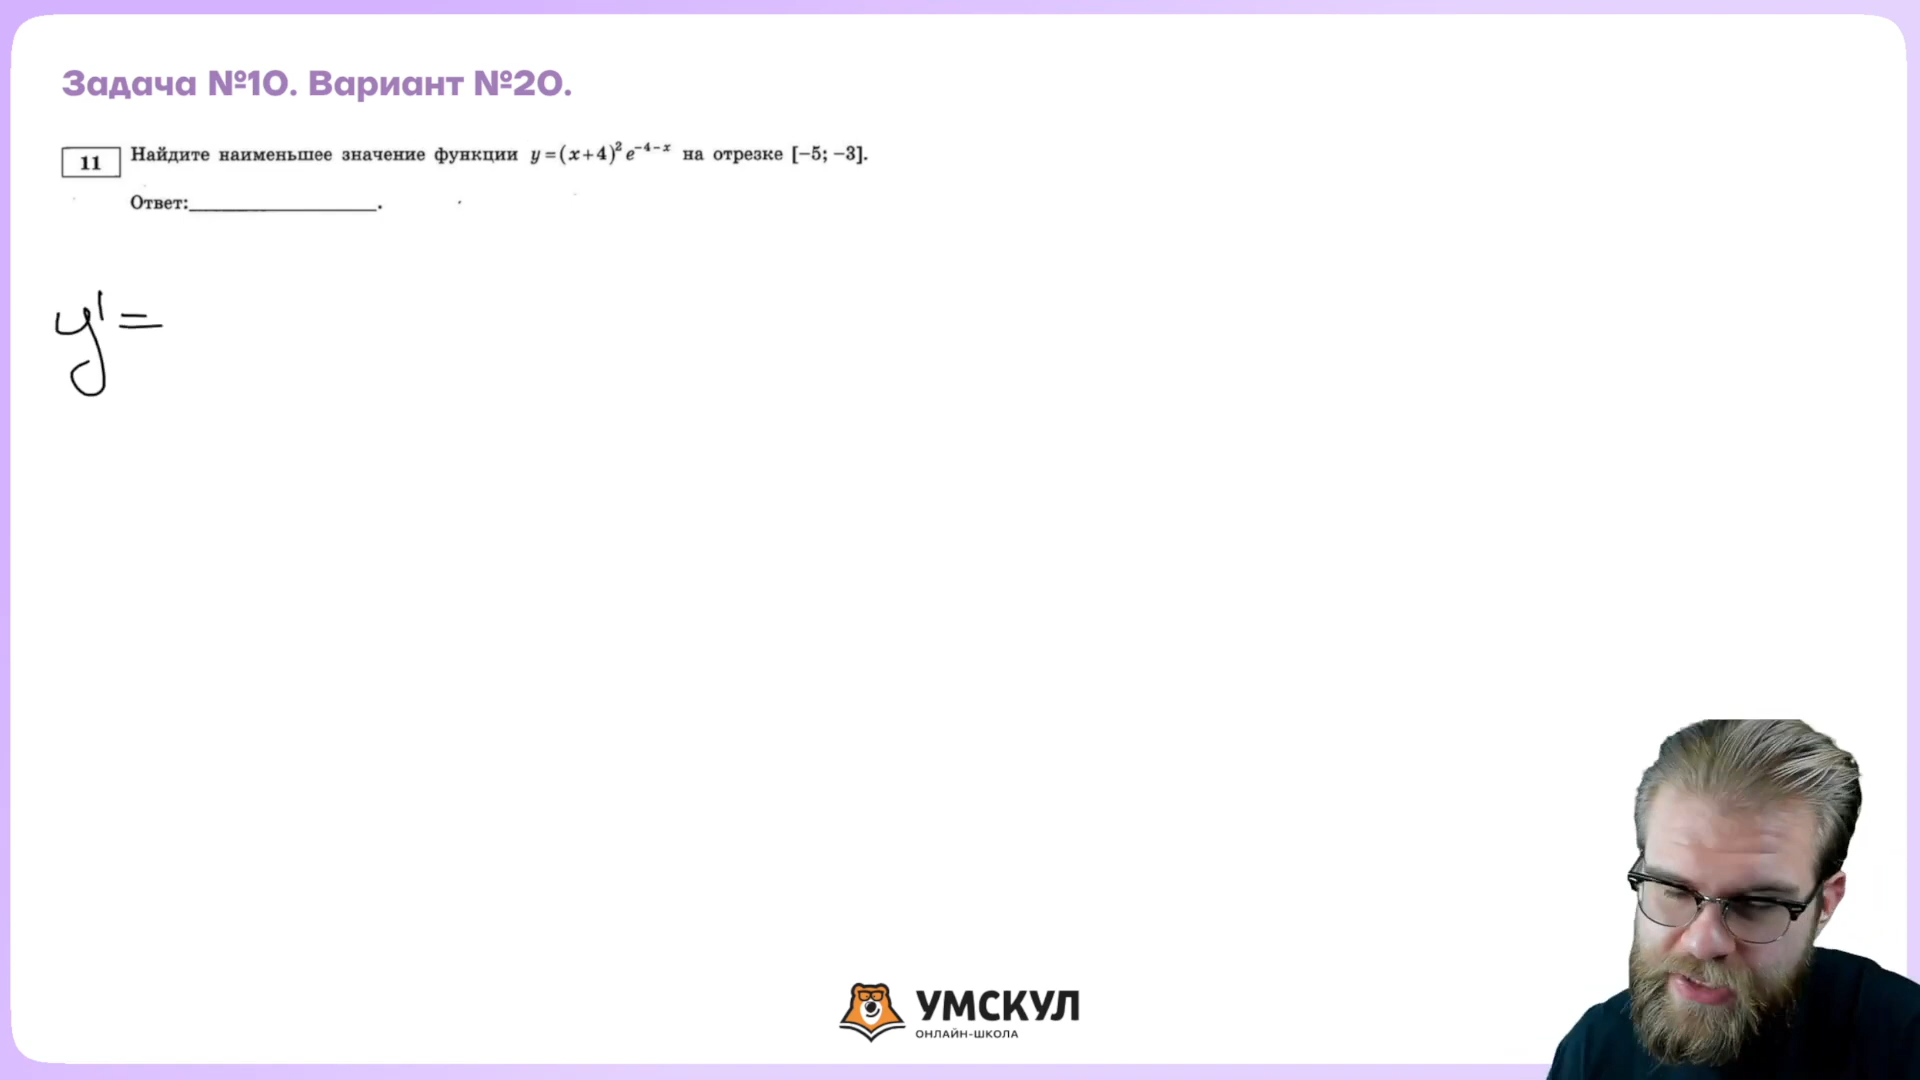 Задача №10. Вариант №20.
11 Найдите наименьшее значение функции y=(x+4)² e⁻⁴⁻ˣ на отрезке [−5; −3].
Ответ:__________________.
y'=
УМСКУЛ
ОНЛАЙН-ШКОЛА